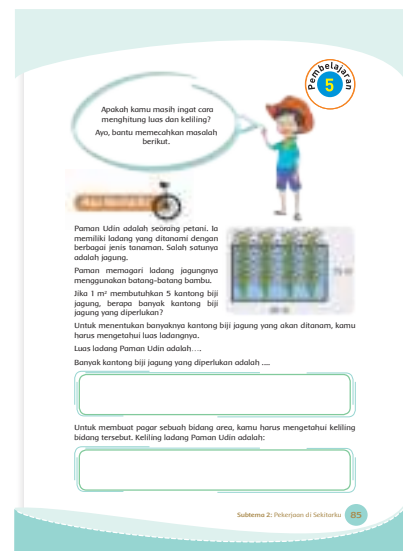 Pembelajaran
5
Apakah kamu masih ingat cara
menghitung luas dan keliling?
Ayo, bantu memecahkan masalah
berikut.
Paman Udin adalah seorang petani. Ia
memiliki ladang yang ditanami dengan
berbagai jenis tanaman. Salah satunya
adalah jagung.
Paman memagari ladang jagungnya
menggunakan batang-batang bambu.
Jika 1 m² membutuhkan 5 kantong biji
jagung, berapa banyak kantong biji
jagung yang diperlukan?
Untuk menentukan banyaknya kantong biji jagung yang akan ditanam, kamu
harus mengetahui luas ladangnya.
Luas ladang Paman Udin adalah....
Banyak kantong biji jagung yang diperlukan adalah ....
Untuk membuat pagar sebuah bidang area, kamu harus mengetahui keliling
bidang tersebut. Keliling ladang Paman Udin adalah:
Subtema 2: Pekerjaan di Sekitarku 85